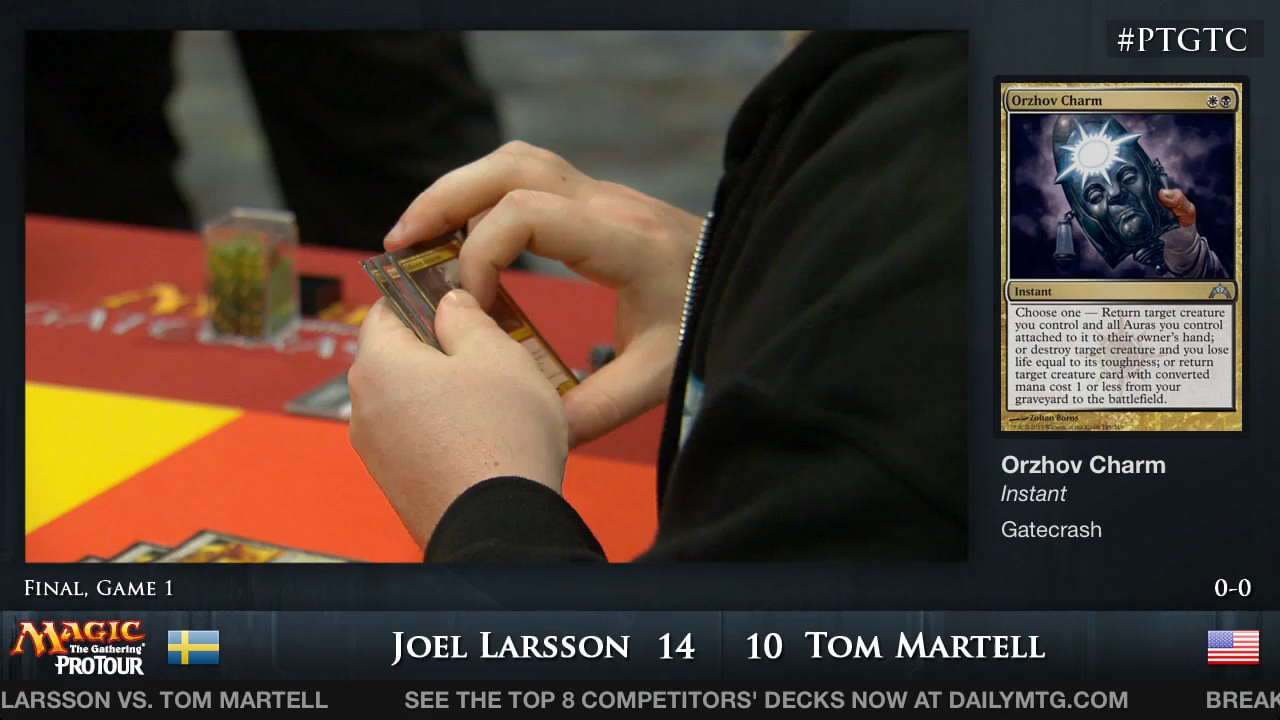 #PTGTC
Orzhov Charm
Instant
Choose one — Return target creature
you control and all Auras you control
attached to it to their owner's hand;
or destroy target creature and you lose
life equal to its toughness; or return
target creature card with converted
mana cost 1 or less from your
graveyard to the battlefield.
Zoltan Boros
Orzhov Charm
Instant
Gatecrash
Final, Game 1
0-0
Magic
The Gathering
ProTour
Joel Larsson 14
10 Tom Martell
LARSSON VS. TOM MARTELL SEE THE TOP 8 COMPETITORS' DECKS NOW AT DAILYMTG.COM BREAK